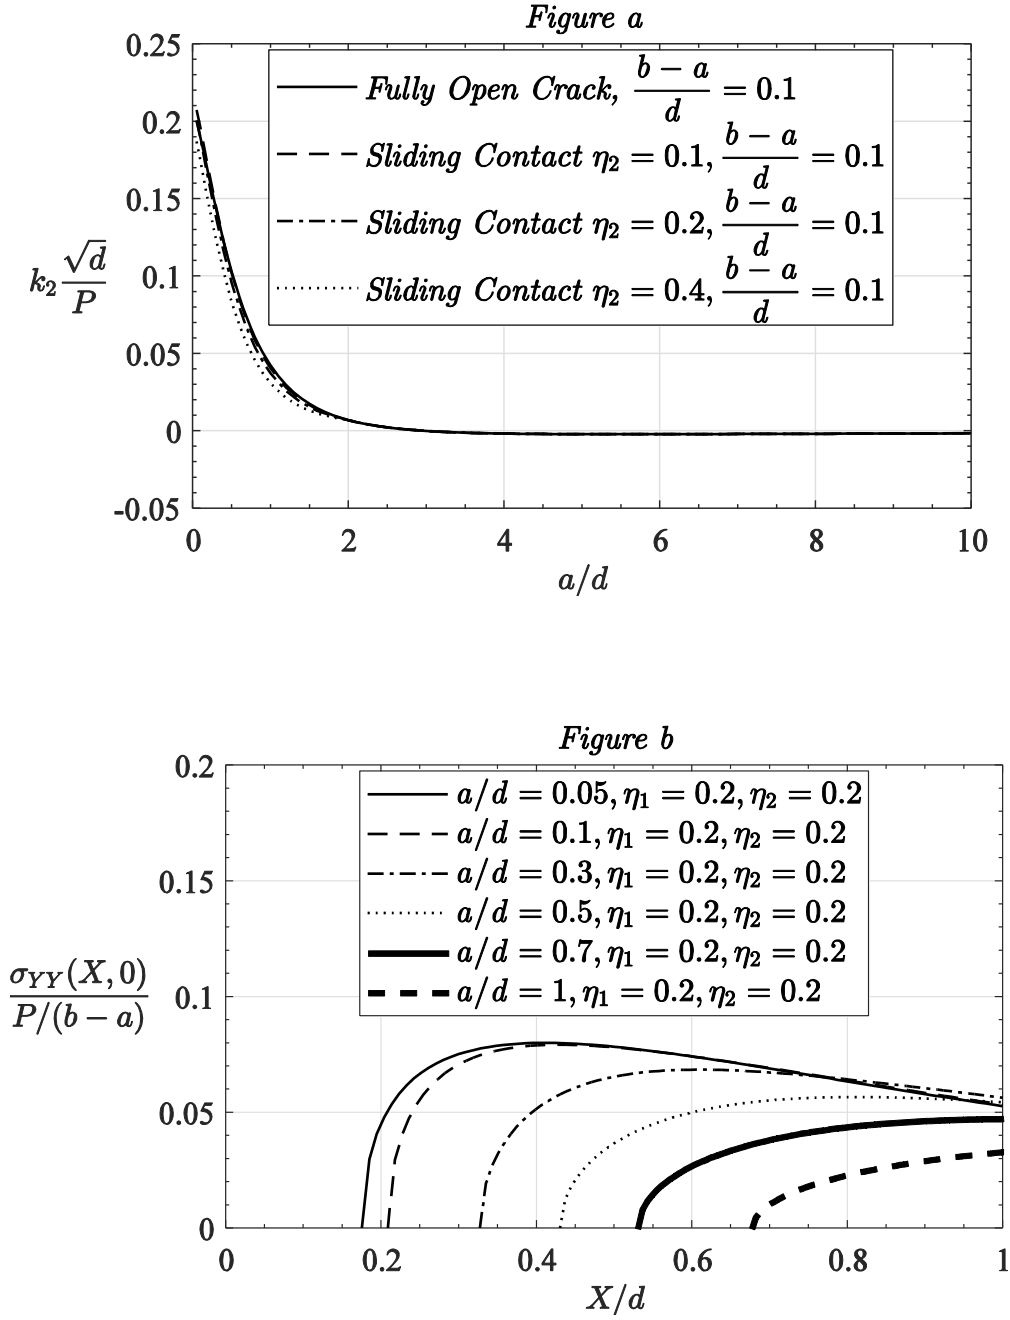 Figure a
0.25
0.2
0.15
0.1
0.05
0
-0.05
k₂ √d/P
Fully Open Crack, (b − a)/d = 0.1
Sliding Contact η₂ = 0.1, (b − a)/d = 0.1
Sliding Contact η₂ = 0.2, (b − a)/d = 0.1
Sliding Contact η₂ = 0.4, (b − a)/d = 0.1
0 2 4 6 8 10
a/d
Figure b
0.2
0.15
0.1
0.05
0
σ_YY(X, 0)
P/(b − a)
a/d = 0.05, η₁ = 0.2, η₂ = 0.2
a/d = 0.1, η₁ = 0.2, η₂ = 0.2
a/d = 0.3, η₁ = 0.2, η₂ = 0.2
a/d = 0.5, η₁ = 0.2, η₂ = 0.2
a/d = 0.7, η₁ = 0.2, η₂ = 0.2
a/d = 1, η₁ = 0.2, η₂ = 0.2
0 0.2 0.4 0.6 0.8 1
X/d